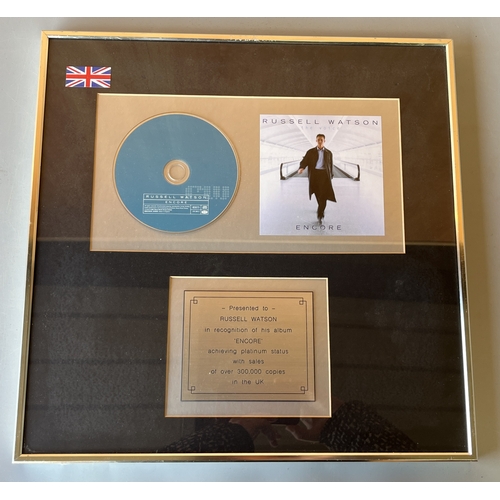 RUSSELL WATSON
ENCORE
RUSSELL WATSON
ENCORE
– Presented to –
RUSSELL WATSON
in recognition of his album
'ENCORE'
achieving platinum status
with sales
of over 300,000 copies
in the UK